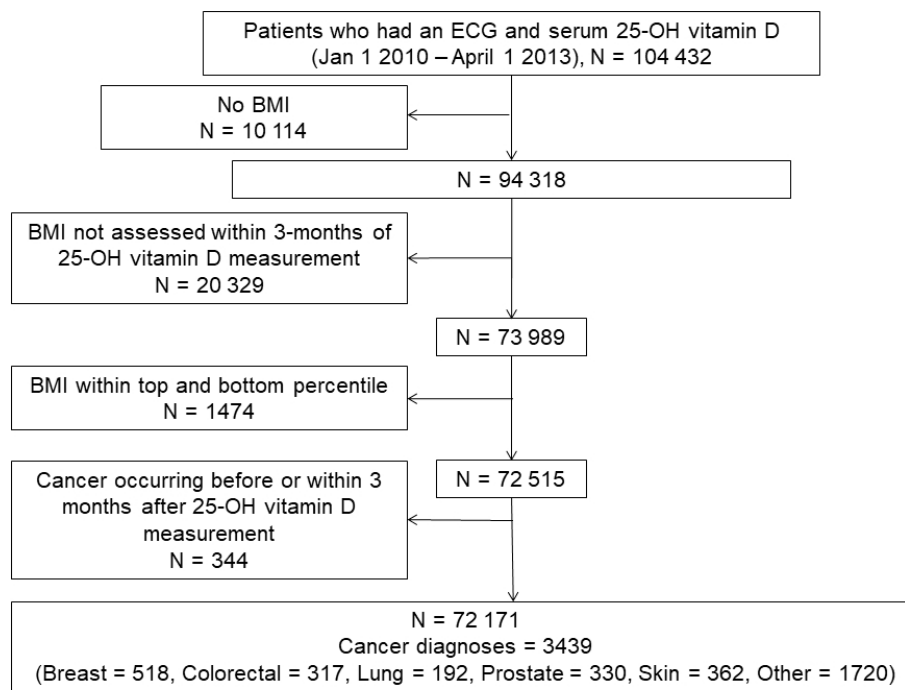 Patients who had an ECG and serum 25-OH vitamin D
(Jan 1 2010 – April 1 2013), N = 104 432
No BMI
N = 10 114
N = 94 318
BMI not assessed within 3-months of
25-OH vitamin D measurement
N = 20 329
N = 73 989
BMI within top and bottom percentile
N = 1474
N = 72 515
Cancer occurring before or within 3
months after 25-OH vitamin D
measurement
N = 344
N = 72 171
Cancer diagnoses = 3439
(Breast = 518, Colorectal = 317, Lung = 192, Prostate = 330, Skin = 362, Other = 1720)